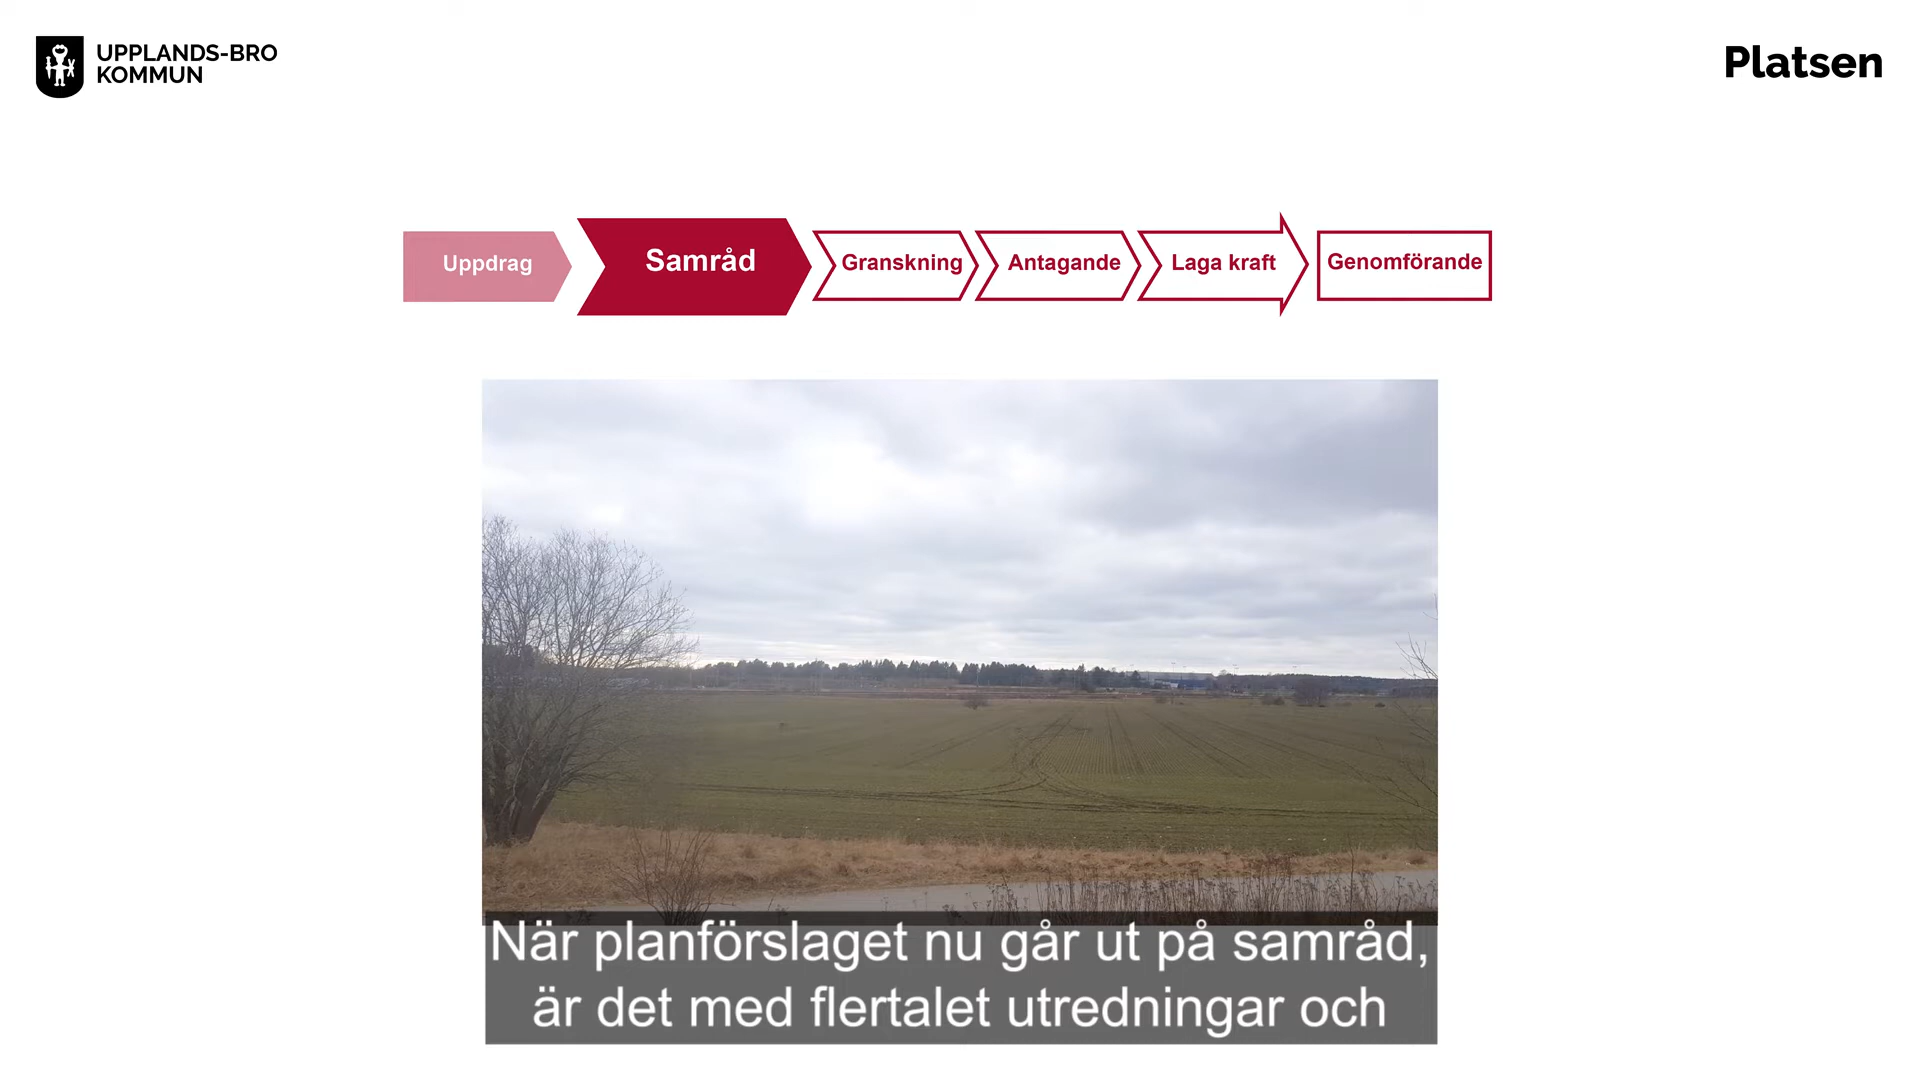 UPPLANDS-BRO
KOMMUN
Platsen
Uppdrag
Samråd
Granskning
Antagande
Laga kraft
Genomförande
När planförslaget nu går ut på samråd,
är det med flertalet utredningar och